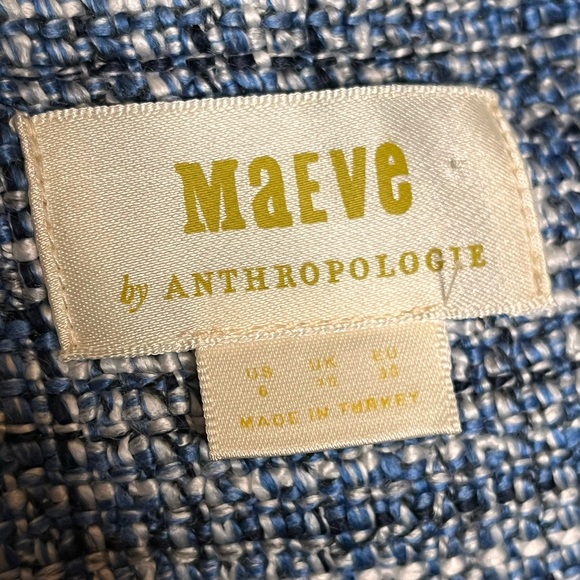 MaEve
by ANTHROPOLOGIE
US UK EU
6 10 38
MADE IN TURKEY